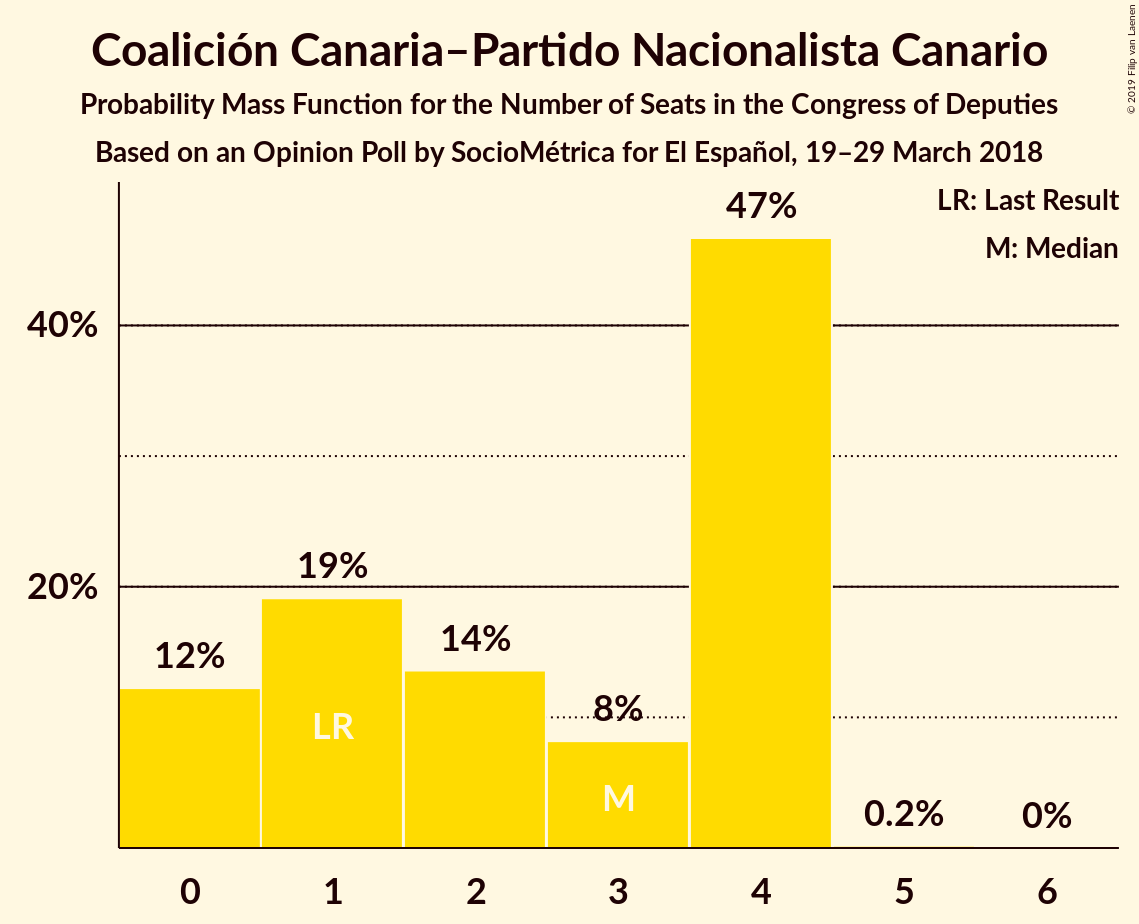 Coalición Canaria–Partido Nacionalista Canario
Probability Mass Function for the Number of Seats in the Congress of Deputies
Based on an Opinion Poll by SocioMétrica for El Español, 19–29 March 2018
© 2019 Filip van Laenen
LR: Last Result
M: Median
47%
40%
19%
20%
12%
14%
8%
LR
M
0.2%
0%
0 1 2 3 4 5 6